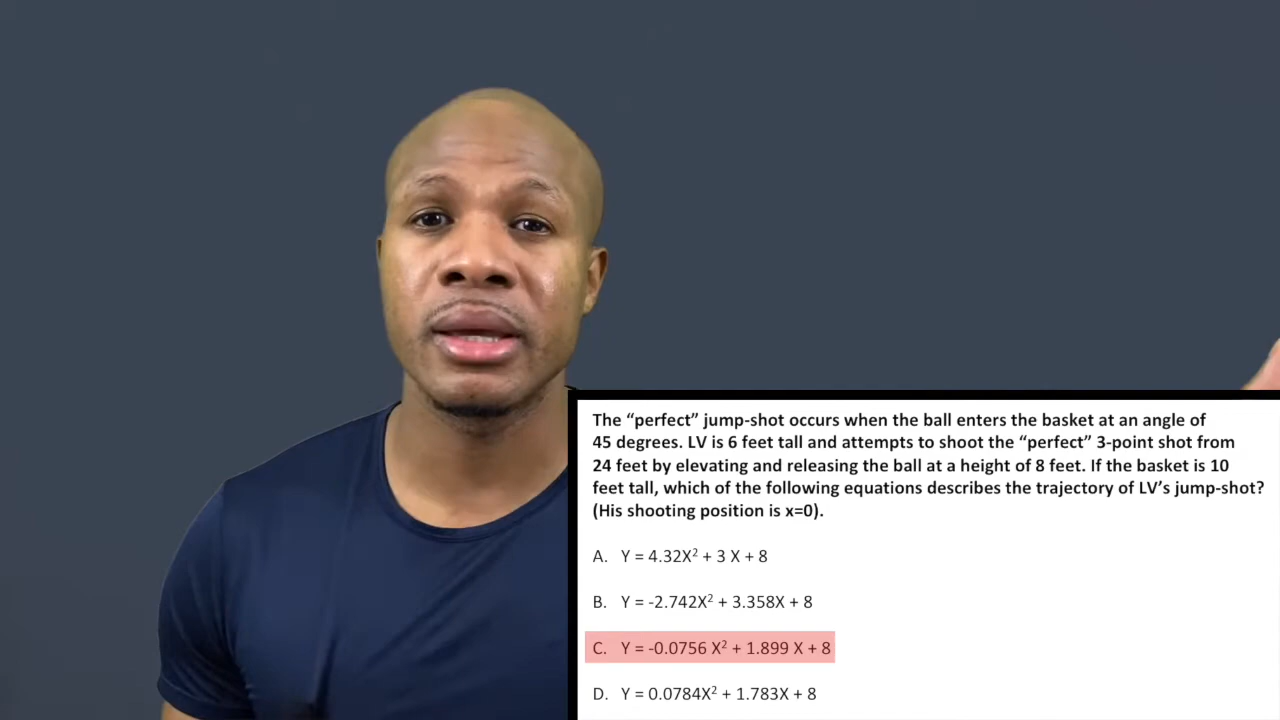 The “perfect” jump-shot occurs when the ball enters the basket at an angle of
45 degrees. LV is 6 feet tall and attempts to shoot the “perfect” 3-point shot from
24 feet by elevating and releasing the ball at a height of 8 feet. If the basket is 10
feet tall, which of the following equations describes the trajectory of LV’s jump-shot?
(His shooting position is x=0).
A. Y = 4.32X² + 3 X + 8
B. Y = -2.742X² + 3.358X + 8
C. Y = -0.0756 X² + 1.899 X + 8
D. Y = 0.0784X² + 1.783X + 8